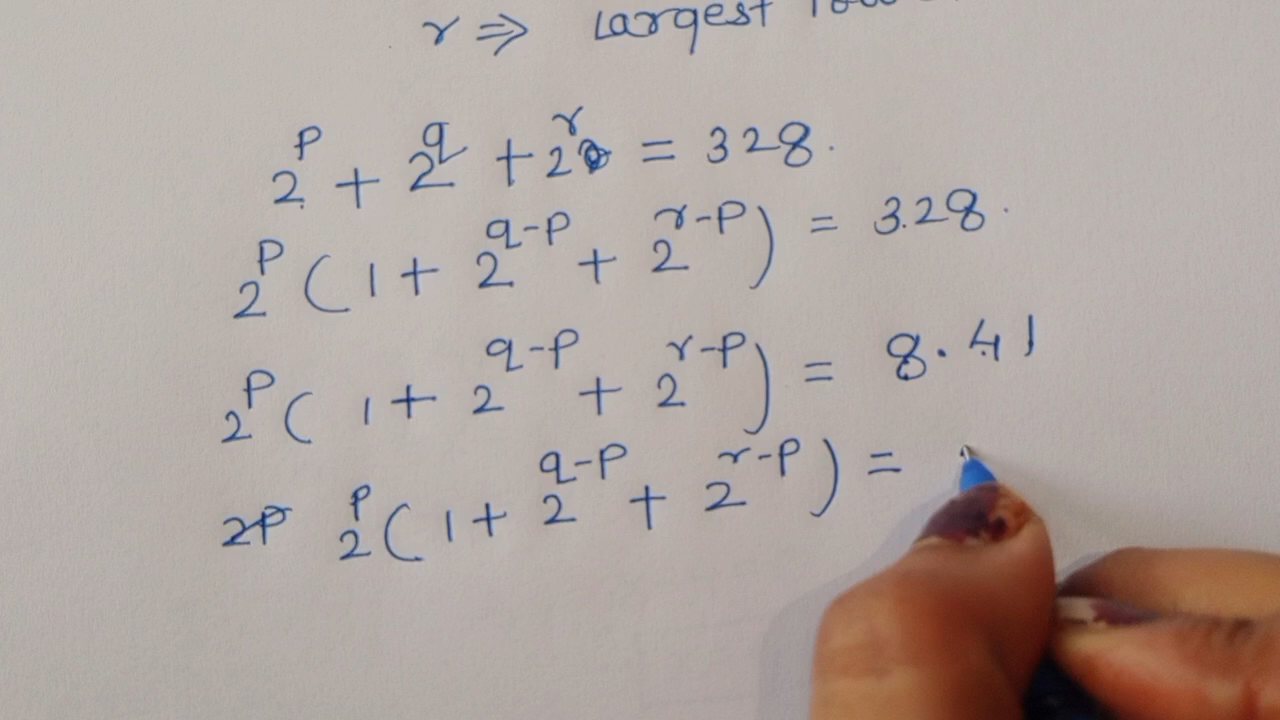 r ⇒ Largest
2^p + 2^q + 2^r = 328.
2^p (1 + 2^{q-p} + 2^{r-p}) = 328.
2^p (1 + 2^{q-p} + 2^{r-p}) = 8.41
2^p (1 + 2^{q-p} + 2^{r-p}) =